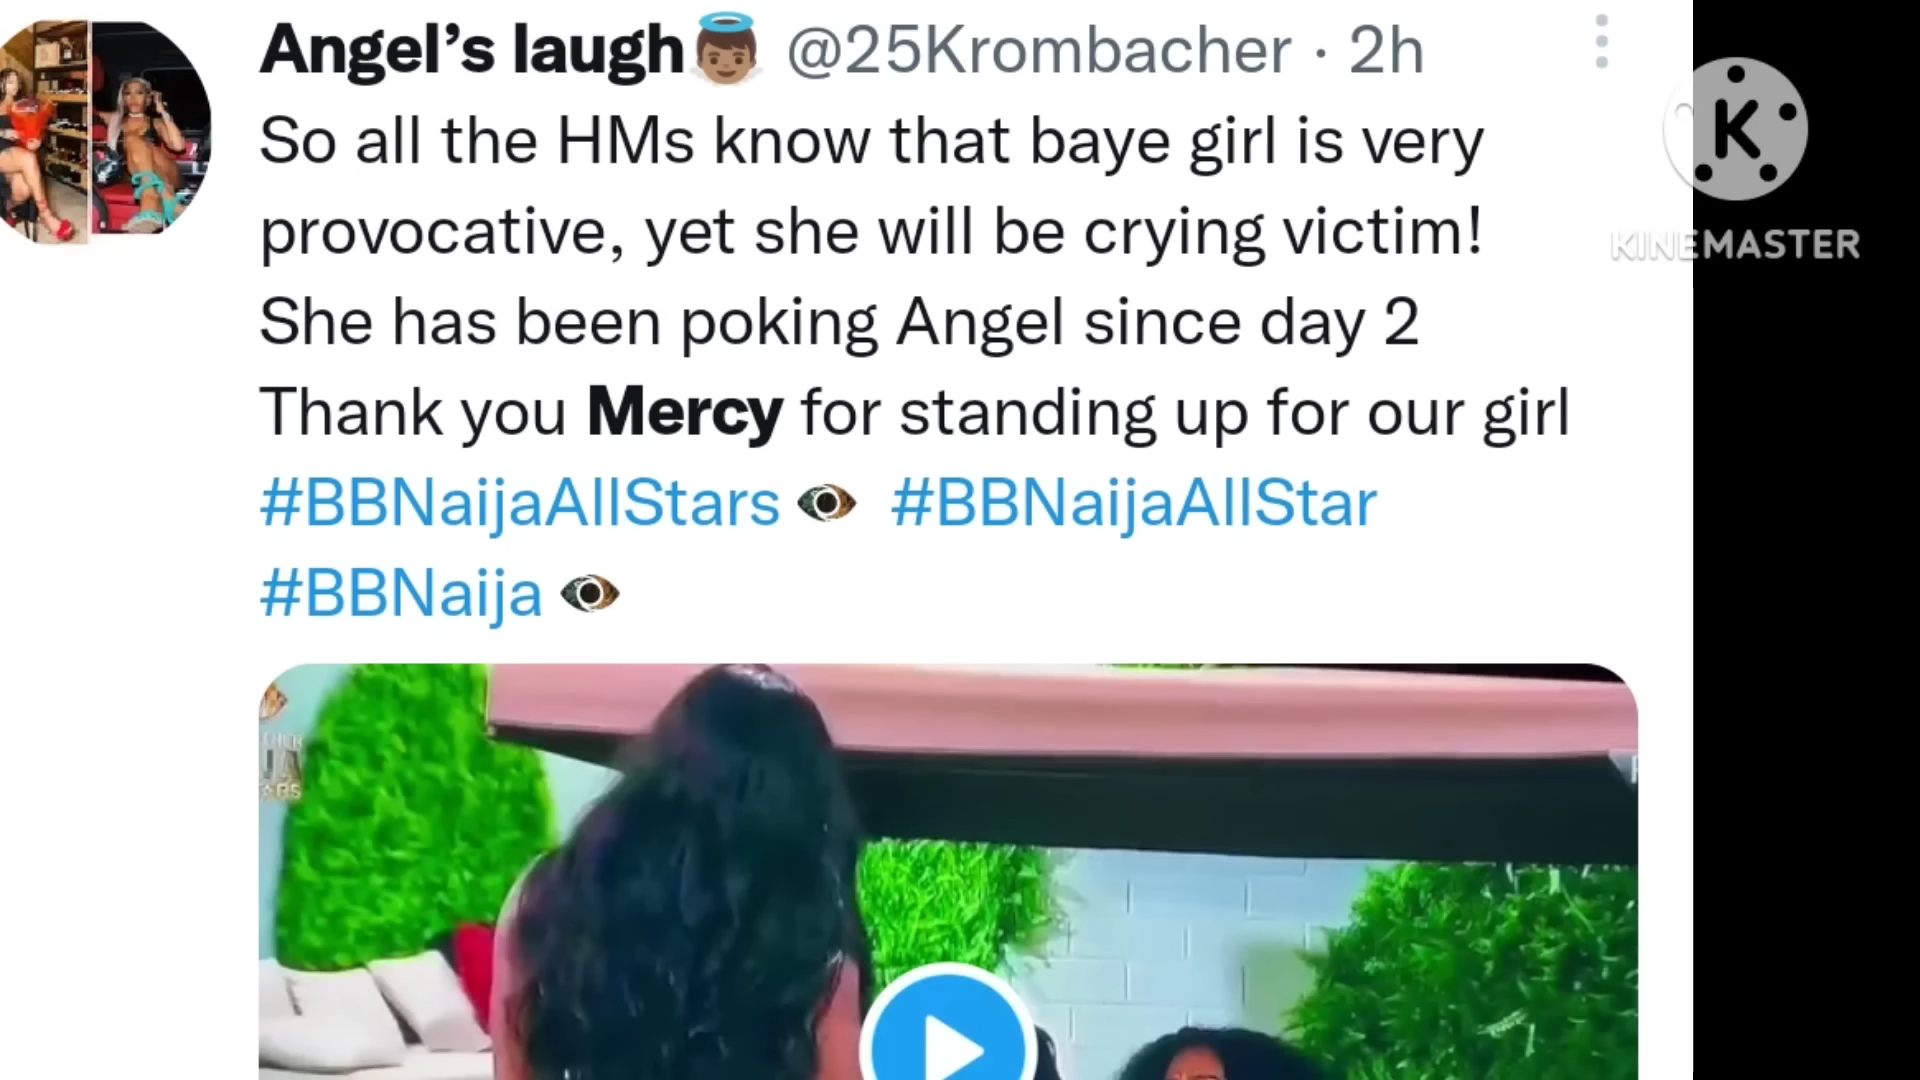 Angel's laugh @25Krombacher · 2h
So all the HMs know that baye girl is very
provocative, yet she will be crying victim!
She has been poking Angel since day 2
Thank you Mercy for standing up for our girl
#BBNaijaAllStars #BBNaijaAllStar
#BBNaija
K
KINEMASTER